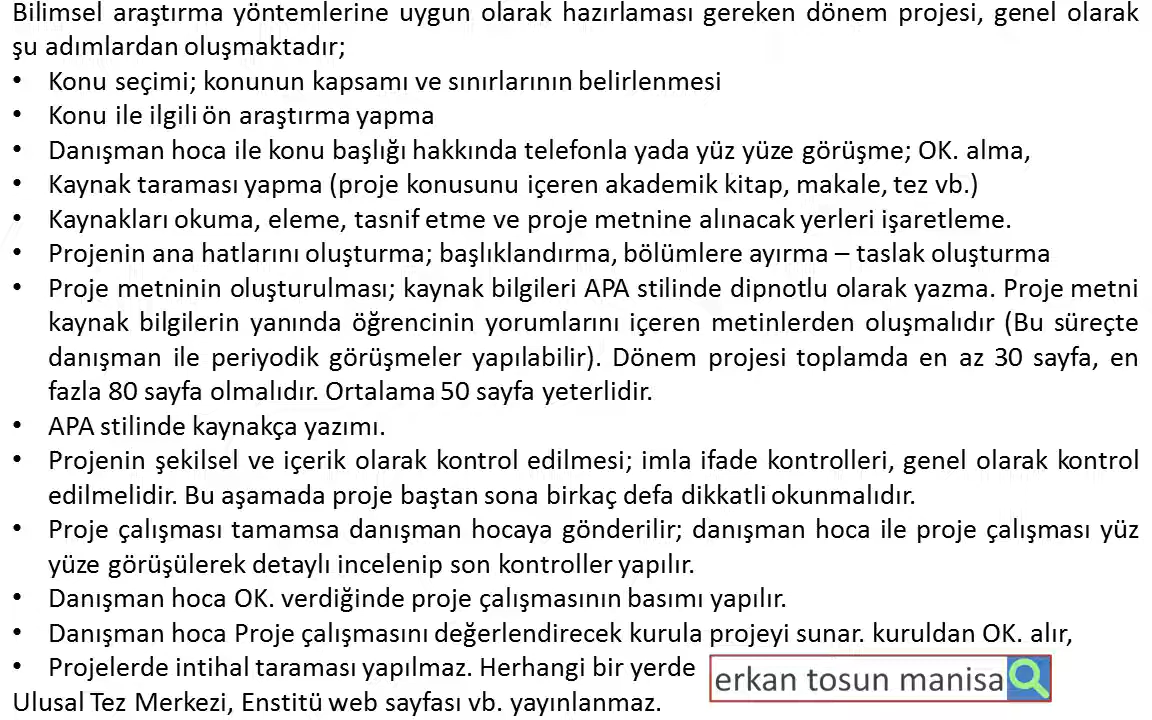 Bilimsel araştırma yöntemlerine uygun olarak hazırlaması gereken dönem projesi, genel olarak
şu adımlardan oluşmaktadır;
• Konu seçimi; konunun kapsamı ve sınırlarının belirlenmesi
• Konu ile ilgili ön araştırma yapma
• Danışman hoca ile konu başlığı hakkında telefonla yada yüz yüze görüşme; OK. alma,
• Kaynak taraması yapma (proje konusunu içeren akademik kitap, makale, tez vb.)
• Kaynakları okuma, eleme, tasnif etme ve proje metnine alınacak yerleri işaretleme.
• Projenin ana hatlarını oluşturma; başlıklandırma, bölümlere ayırma – taslak oluşturma
• Proje metninin oluşturulması; kaynak bilgileri APA stilinde dipnotlu olarak yazma. Proje metni
kaynak bilgilerin yanında öğrencinin yorumlarını içeren metinlerden oluşmalıdır (Bu süreçte
danışman ile periyodik görüşmeler yapılabilir). Dönem projesi toplamda en az 30 sayfa, en
fazla 80 sayfa olmalıdır. Ortalama 50 sayfa yeterlidir.
• APA stilinde kaynakça yazımı.
• Projenin şekilsel ve içerik olarak kontrol edilmesi; imla ifade kontrolleri, genel olarak kontrol
edilmelidir. Bu aşamada proje baştan sona birkaç defa dikkatli okunmalıdır.
• Proje çalışması tamamsa danışman hocaya gönderilir; danışman hoca ile proje çalışması yüz
yüze görüşülerek detaylı incelenip son kontroller yapılır.
• Danışman hoca OK. verdiğinde proje çalışmasının basımı yapılır.
• Danışman hoca Proje çalışmasını değerlendirecek kurula projeyi sunar. kuruldan OK. alır,
• Projelerde intihal taraması yapılmaz. Herhangi bir yerde
Ulusal Tez Merkezi, Enstitü web sayfası vb. yayınlanmaz.
erkan tosun manisa